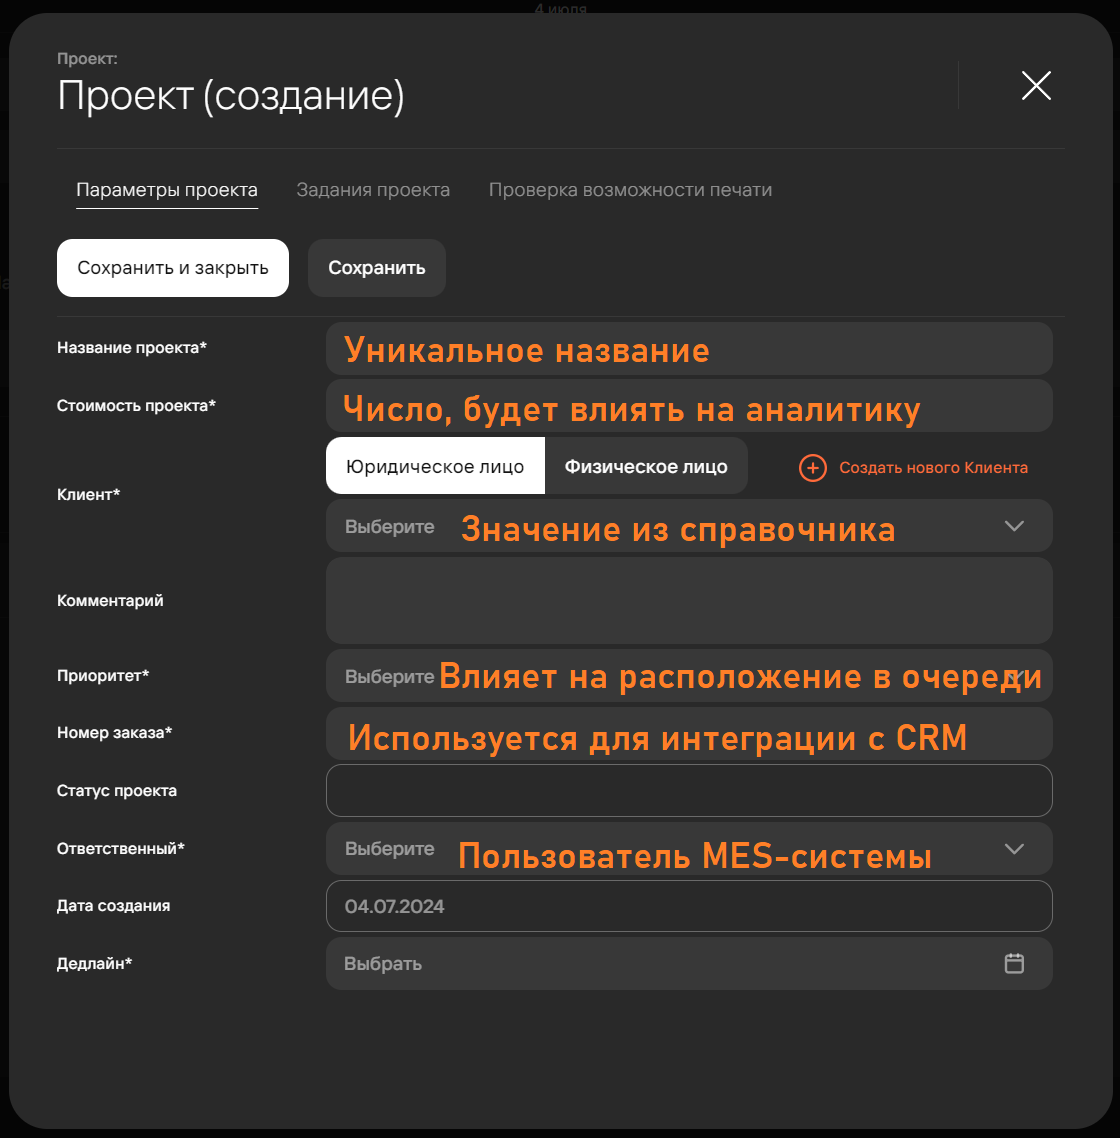 4 июля
Проект:
Проект (создание)
Параметры проекта Задания проекта Проверка возможности печати
Сохранить и закрыть Сохранить
Название проекта* Уникальное название
Стоимость проекта* Число, будет влиять на аналитику
Юридическое лицо Физическое лицо Создать нового Клиента
Клиент*
Выберите Значение из справочника
Комментарий
Приоритет* Выберите Влияет на расположение в очереди
Номер заказа* Используется для интеграции с CRM
Статус проекта
Ответственный* Выберите Пользователь MES-системы
Дата создания 04.07.2024
Дедлайн* Выбрать